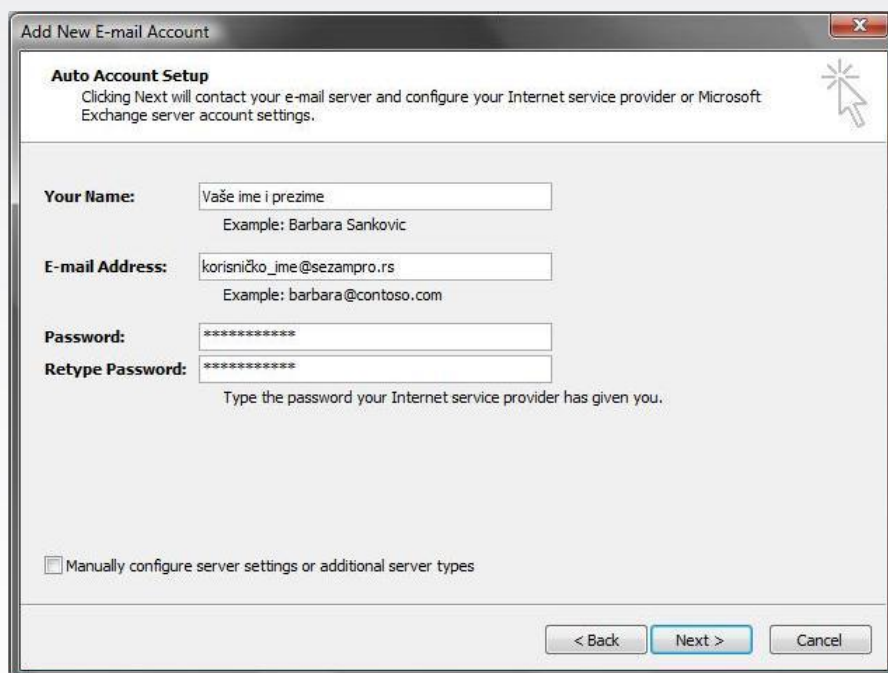 Add New E-mail Account
Auto Account Setup
Clicking Next will contact your e-mail server and configure your Internet service provider or Microsoft
Exchange server account settings.
Your Name: Vaše ime i prezime
Example: Barbara Sankovic
E-mail Address: korisničko_ime@sezampro.rs
Example: barbara@contoso.com
Password: ***********
Retype Password: ***********
Type the password your Internet service provider has given you.
Manually configure server settings or additional server types
< Back Next > Cancel